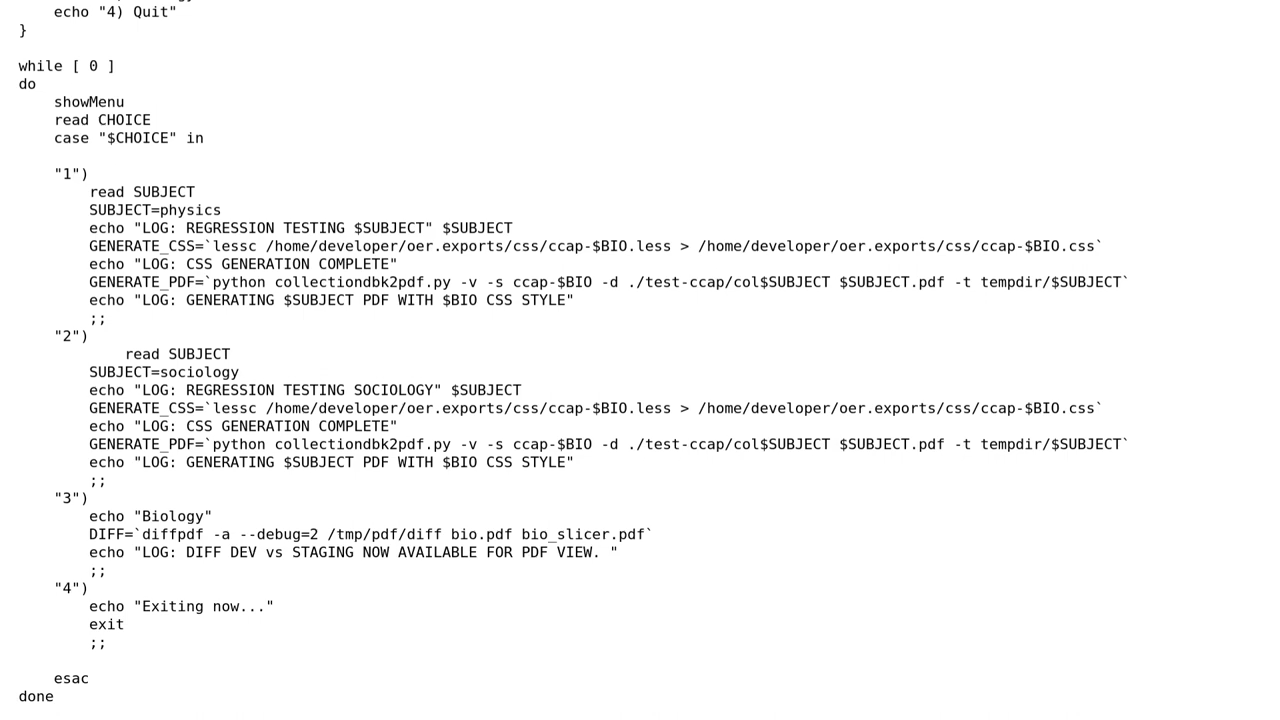 echo "4) Quit"
}

while [ 0 ]
do
    showMenu
    read CHOICE
    case "$CHOICE" in

    "1")
        read SUBJECT
        SUBJECT=physics
        echo "LOG: REGRESSION TESTING $SUBJECT" $SUBJECT
        GENERATE_CSS=`lessc /home/developer/oer.exports/css/ccap-$BIO.less > /home/developer/oer.exports/css/ccap-$BIO.css`
        echo "LOG: CSS GENERATION COMPLETE"
        GENERATE_PDF=`python collectiondbk2pdf.py -v -s ccap-$BIO -d ./test-ccap/col$SUBJECT $SUBJECT.pdf -t tempdir/$SUBJECT`
        echo "LOG: GENERATING $SUBJECT PDF WITH $BIO CSS STYLE"
        ;;
    "2")
            read SUBJECT
        SUBJECT=sociology
        echo "LOG: REGRESSION TESTING SOCIOLOGY" $SUBJECT
        GENERATE_CSS=`lessc /home/developer/oer.exports/css/ccap-$BIO.less > /home/developer/oer.exports/css/ccap-$BIO.css`
        echo "LOG: CSS GENERATION COMPLETE"
        GENERATE_PDF=`python collectiondbk2pdf.py -v -s ccap-$BIO -d ./test-ccap/col$SUBJECT $SUBJECT.pdf -t tempdir/$SUBJECT`
        echo "LOG: GENERATING $SUBJECT PDF WITH $BIO CSS STYLE"
        ;;
    "3")
        echo "Biology"
        DIFF=`diffpdf -a --debug=2 /tmp/pdf/diff bio.pdf bio_slicer.pdf`
        echo "LOG: DIFF DEV vs STAGING NOW AVAILABLE FOR PDF VIEW. "
        ;;
    "4")
        echo "Exiting now..."
        exit
        ;;

    esac
done